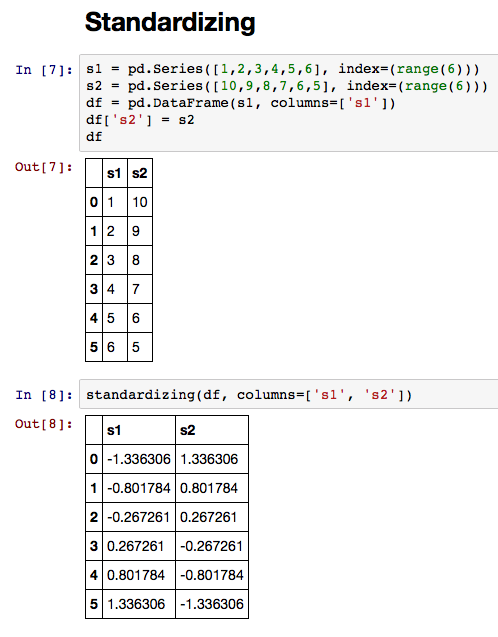 Standardizing
In [7]: s1 = pd.Series([1,2,3,4,5,6], index=(range(6)))
s2 = pd.Series([10,9,8,7,6,5], index=(range(6)))
df = pd.DataFrame(s1, columns=['s1'])
df['s2'] = s2
df
Out[7]:
s1 s2
0 1 10
1 2 9
2 3 8
3 4 7
4 5 6
5 6 5
In [8]: standardizing(df, columns=['s1', 's2'])
Out[8]:
s1 s2
0 -1.336306 1.336306
1 -0.801784 0.801784
2 -0.267261 0.267261
3 0.267261 -0.267261
4 0.801784 -0.801784
5 1.336306 -1.336306